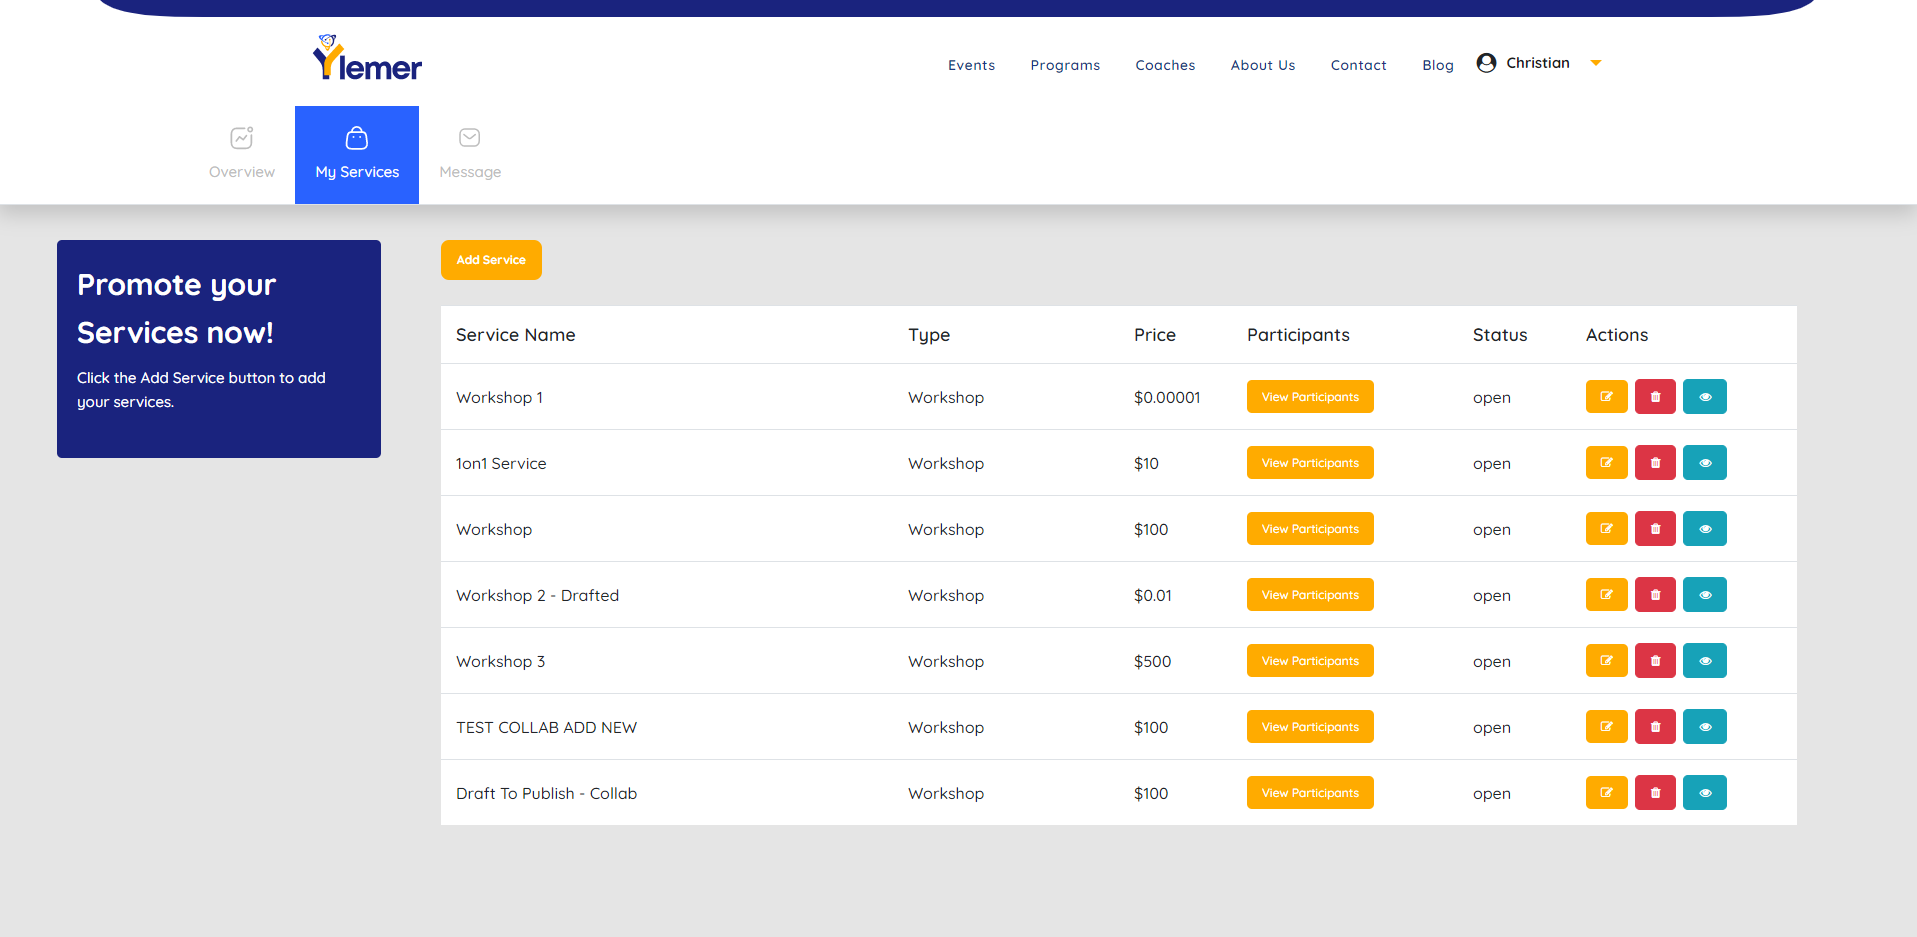 Ylemer
Events Programs Coaches About Us Contact Blog Christian
Overview My Services Message
Promote your
Services now!
Click the Add Service button to add
your services.
Add Service
Service Name Type Price Participants Status Actions
Workshop 1 Workshop $0.00001 View Participants open
1on1 Service Workshop $10 View Participants open
Workshop Workshop $100 View Participants open
Workshop 2 - Drafted Workshop $0.01 View Participants open
Workshop 3 Workshop $500 View Participants open
TEST COLLAB ADD NEW Workshop $100 View Participants open
Draft To Publish - Collab Workshop $100 View Participants open